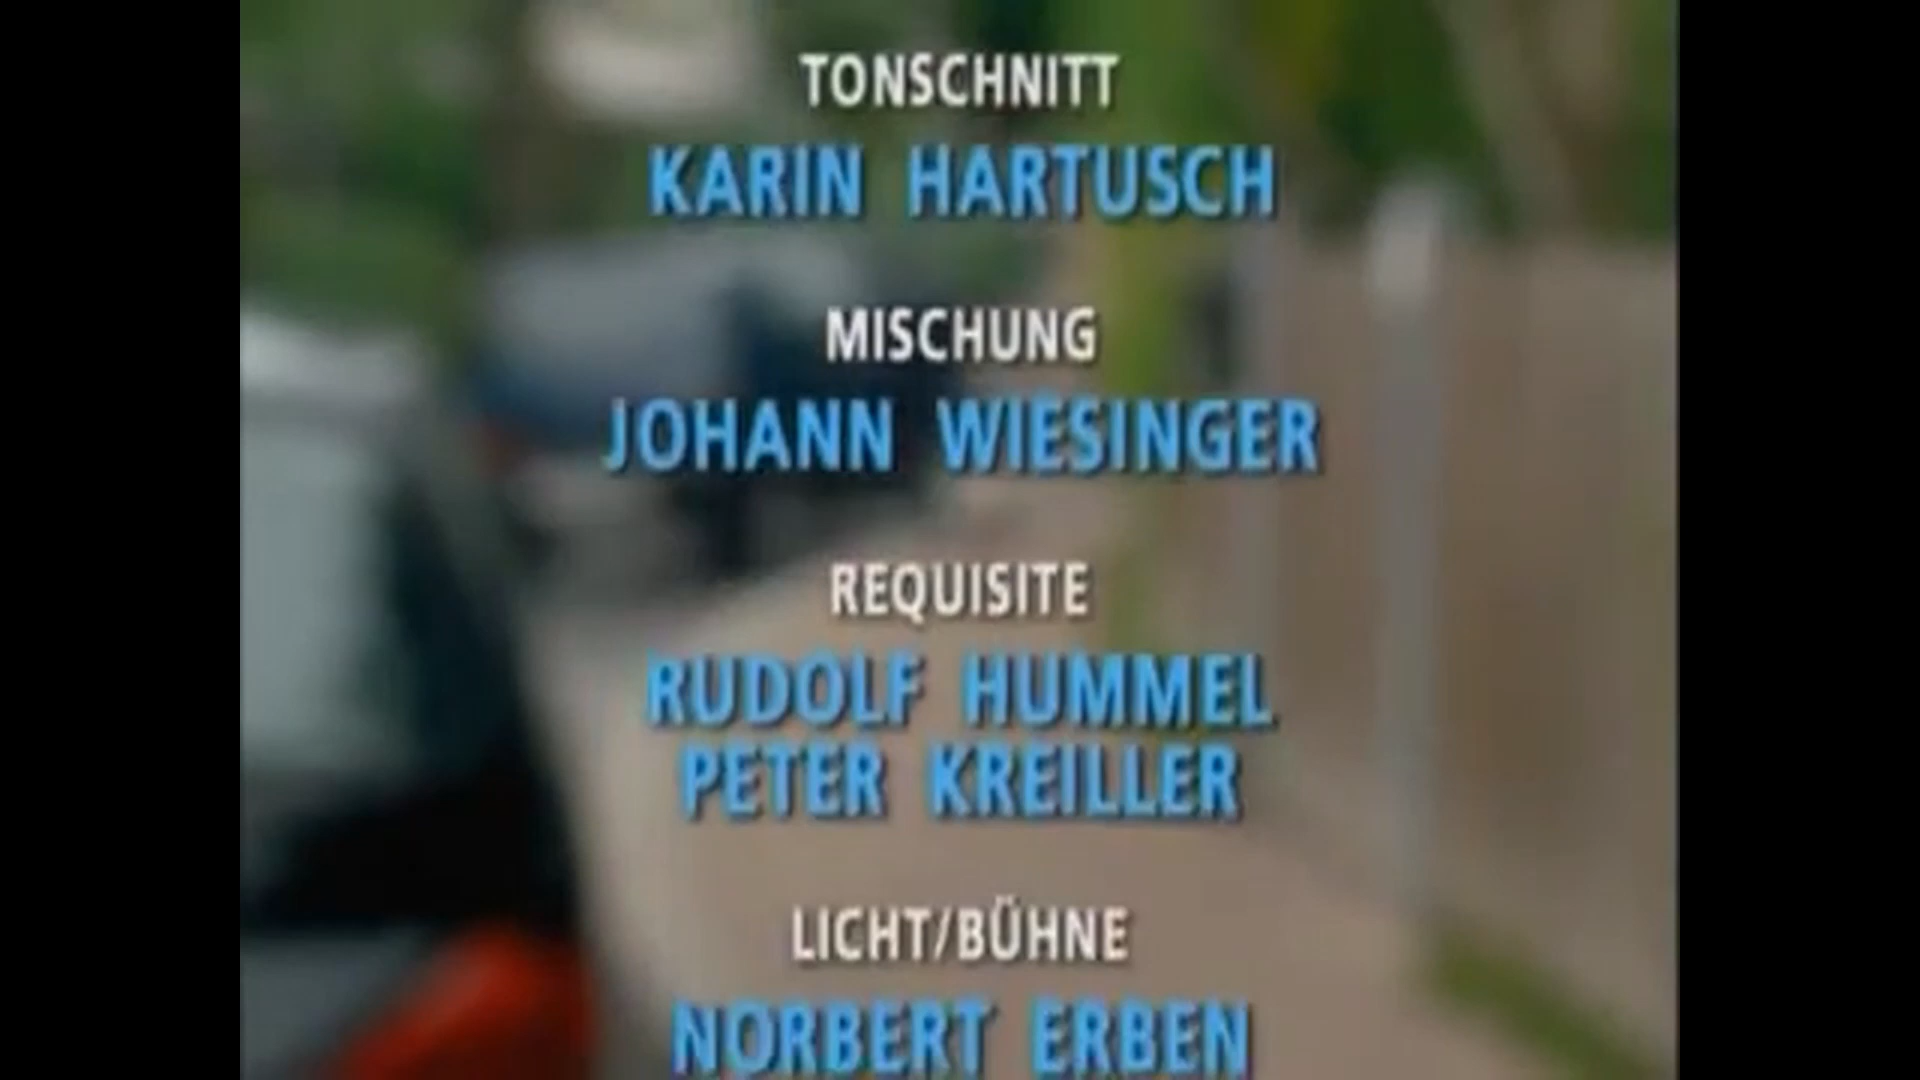 TONSCHNITT
KARIN HARTUSCH
MISCHUNG
JOHANN WIESINGER
REQUISITE
RUDOLF HUMMEL
PETER KREILLER
LICHT/BÜHNE
NORBERT ERBEN